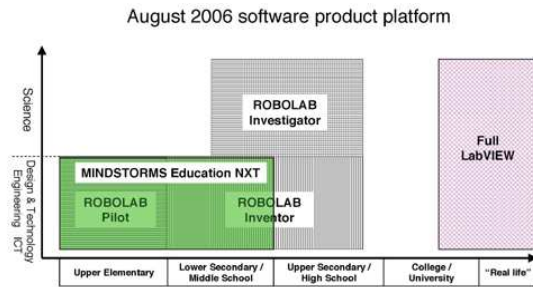 August 2006 software product platform
Science
Design & Technology
Engineering ICT
ROBOLAB
Investigator
Full
LabVIEW
MINDSTORMS Education NXT
ROBOLAB
Pilot
ROBOLAB
Inventor
Upper Elementary
Lower Secondary /
Middle School
Upper Secondary /
High School
College /
University
“Real life”